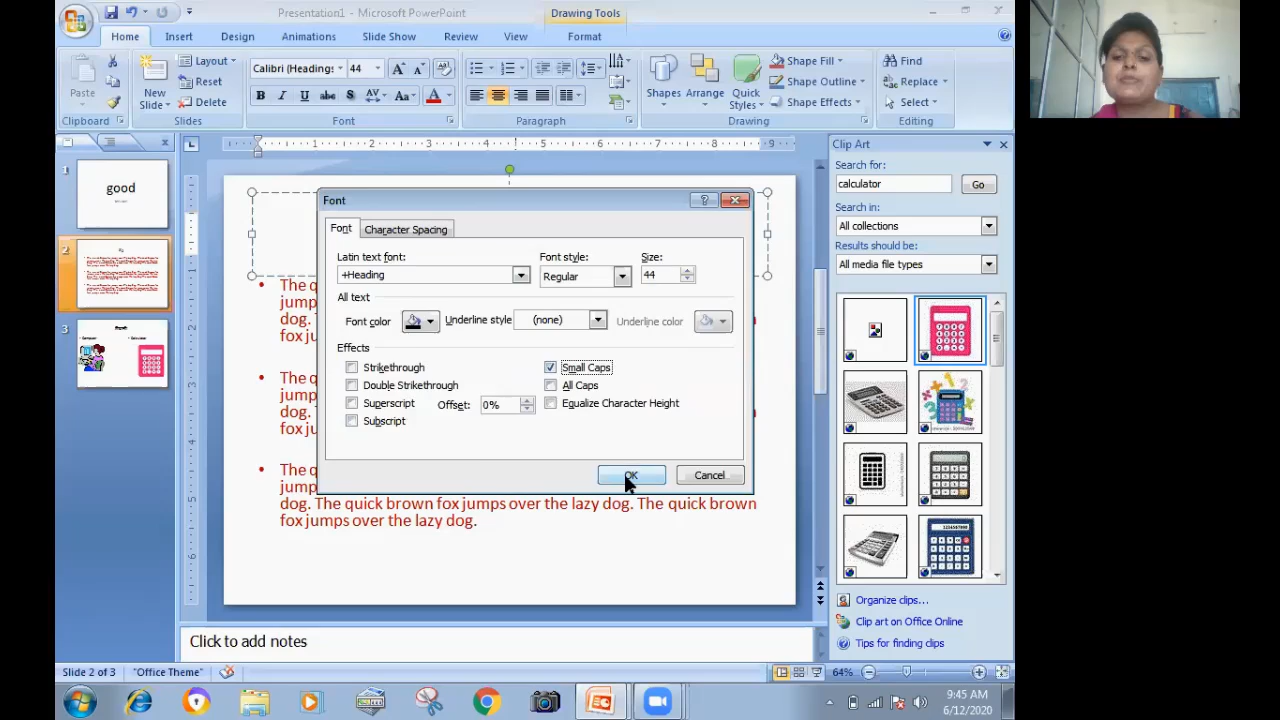 Presentation1 - Microsoft PowerPoint
Drawing Tools
Home
Insert
Design
Animations
Slide Show
Review
View
Format
Paste
New Slide
Layout
Reset
Delete
Calibri (Headings
44
B I U abc S AV Aa A
Shapes
Arrange
Quick Styles
Shape Fill
Shape Outline
Shape Effects
Find
Replace
Select
Clipboard
Slides
Font
Paragraph
Drawing
Editing
1
good
2
3
Font
Font
Character Spacing
Latin text font:
Font style:
Size:
+Heading
Regular
44
All text
Font color
Underline style
(none)
Underline color
Effects
Strikethrough
Small Caps
Double Strikethrough
All Caps
Superscript
Offset:
0%
Equalize Character Height
Subscript
OK
Cancel
• The q
jump
dog.
fox j
• The q
jump
dog.
fox j
• The q
jump
dog. The quick brown fox jumps over the lazy dog. The quick brown
fox jumps over the lazy dog.
Click to add notes
Clip Art
Search for:
calculator
Go
Search in:
All collections
Results should be:
All media file types
Organize clips...
Clip art on Office Online
Tips for finding clips
Slide 2 of 3
"Office Theme"
64%
9:45 AM
6/12/2020